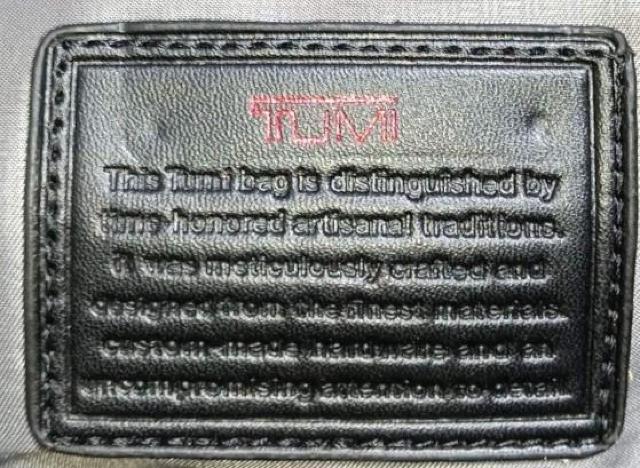 TUMI
This Tumi bag is distinguished by
time-honored artisanal traditions.
It was meticulously crafted and
designed from the finest materials.
custom-made hardware and an
uncompromising attention to detail